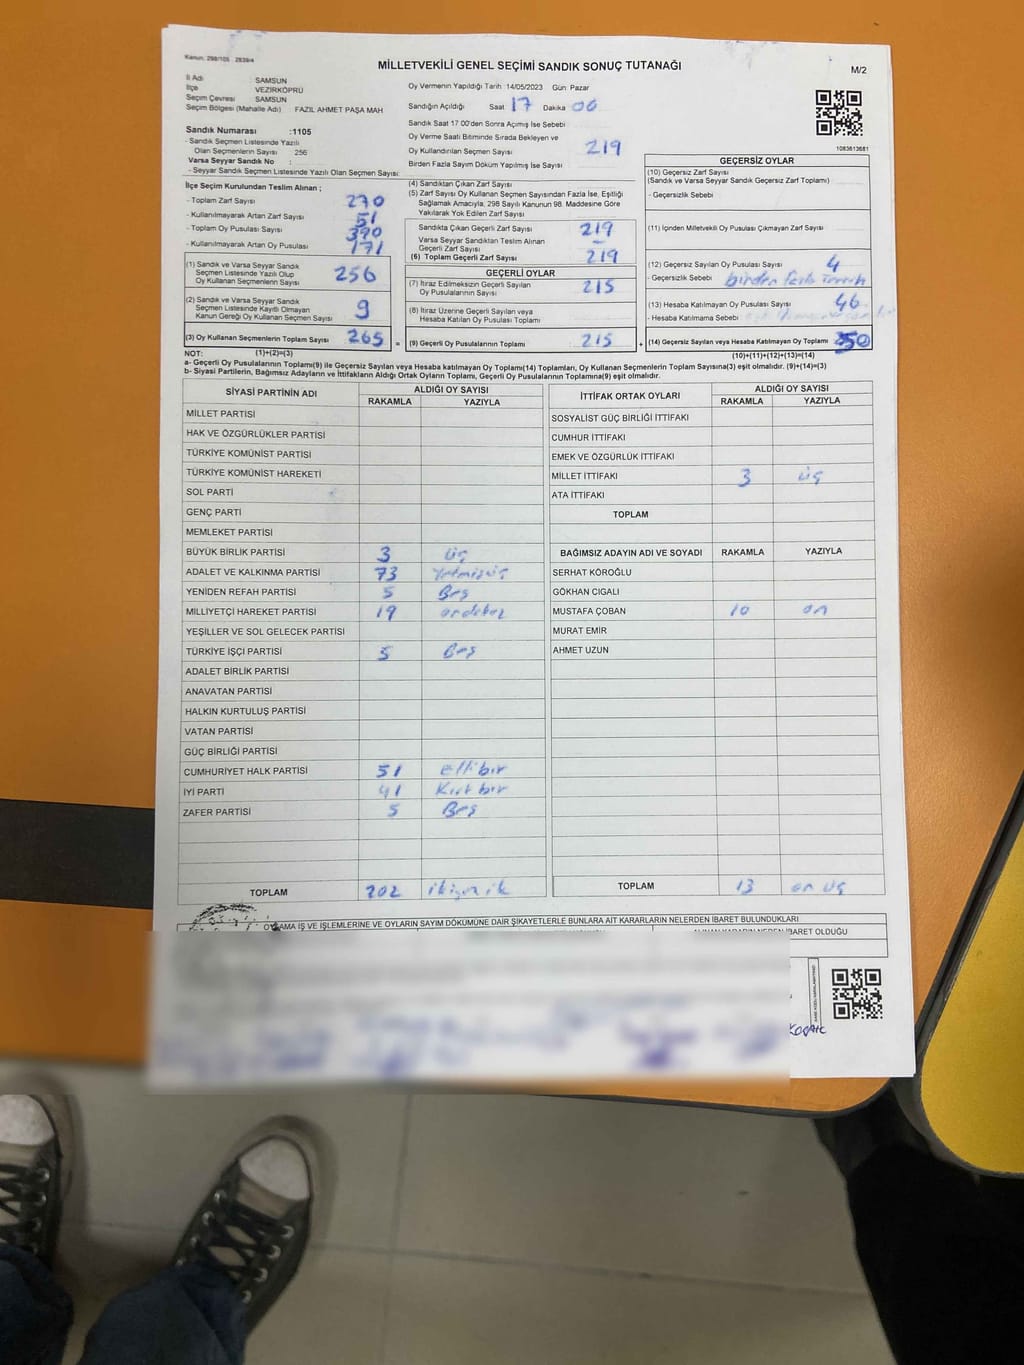 Kanun: 298/105 2839/4
MİLLETVEKİLİ GENEL SEÇİMİ SANDIK SONUÇ TUTANAĞI
M/2
İl Adı SAMSUN
İlçe VEZİRKÖPRÜ
Seçim Çevresi SAMSUN
Seçim Bölgesi (Mahalle Adı) FAZIL AHMET PAŞA MAH
Sandık Numarası :1105
- Sandık Seçmen Listesinde Yazılı
Olan Seçmenlerin Sayısı 256
Varsa Seyyar Sandık No :
- Seyyar Sandık Seçmen Listesinde Yazılı Olan Seçmen Sayısı:
Oy Vermenin Yapıldığı Tarih :14/05/2023 Gün: Pazar
Sandığın Açıldığı Saat 17 Dakika 00
Sandık Saat 17 00'den Sonra Açımış İse Sebebi
Oy Verme Saati Bitiminde Sırada Bekleyen ve
Oy Kullandırılan Seçmen Sayısı 219
Birden Fazla Sayım Döküm Yapılmış İse Sayısı
1083613681
İlçe Seçim Kurulundan Teslim Alınan ;
- Toplam Zarf Sayısı 270
- Kullanılmayarak Artan Zarf Sayısı 51
- Toplam Oy Pusulası Sayısı 390
- Kullanılmayarak Artan Oy Pusulası 171
(1) Sandık ve Varsa Seyyar Sandık
Seçmen Listesinde Yazılı Olup
Oy Kullanan Seçmenlerin Sayısı 256
(2) Sandık ve Varsa Seyyar Sandık
Seçmen Listesinde Kayıtlı Olmayan
Kanun Gereği Oy Kullanan Seçmen Sayısı 9
(3) Oy Kullanan Seçmenlerin Toplam Sayısı 265 =
(4) Sandıktan Çıkan Zarf Sayısı
(5) Zarf Sayısı Oy Kullanan Seçmen Sayısından Fazla İse, Eşitliği
Sağlamak Amacıyla, 298 Sayılı Kanunun 98. Maddesine Göre
Yakılarak Yok Edilen Zarf Sayısı
Sandıkta Çıkan Geçerli Zarf Sayısı 219
Varsa Seyyar Sandıktan Teslim Alınan
Geçerli Zarf Sayısı -
(6) Toplam Geçerli Zarf Sayısı 219
GEÇERLİ OYLAR
(7) İtiraz Edilmeksizin Geçerli Sayılan
Oy Pusulalarının Sayısı 215
(8) İtiraz Üzerine Geçerli Sayılan veya
Hesaba Katılan Oy Pusulası Toplamı
(9) Geçerli Oy Pusulalarının Toplamı 215 +
GEÇERSİZ OYLAR
(10) Geçersiz Zarf Sayısı
(Sandık ve Varsa Seyyar Sandık Geçersiz Zarf Toplamı)
- Geçersizlik Sebebi
(11) İçinden Milletvekili Oy Pusulası Çıkmayan Zarf Sayısı
(12) Geçersiz Sayılan Oy Pusulası Sayısı 4
- Geçersizlik Sebebi birden fazla
(13) Hesaba Katılmayan Oy Pusulası Sayısı 46
- Hesaba Katılmama Sebebi
(14) Geçersiz Sayılan veya Hesaba Katılmayan Oy Toplamı 50
NOT: (1)+(2)=(3) (10)+(11)+(12)+(13)=(14)
a- Geçerli Oy Pusulalarının Toplamı(9) ile Geçersiz Sayılan veya Hesaba katılmayan Oy Toplamı(14) Toplamları, Oy Kullanan Seçmenlerin Toplam Sayısına(3) eşit olmalıdır. (9)+(14)=(3)
b- Siyasi Partilerin, Bağımsız Adayların ve İttifakların Aldığı Ortak Oyların Toplamı, Geçerli Oy Pusulalarının Toplamına(9) eşit olmalıdır.
SİYASİ PARTİNİN ADI ALDIĞI OY SAYISI
RAKAMLA YAZIYLA
MİLLET PARTİSİ
HAK VE ÖZGÜRLÜKLER PARTİSİ
TÜRKİYE KOMÜNİST PARTİSİ
TÜRKİYE KOMÜNİST HAREKETİ
SOL PARTİ
GENÇ PARTİ
MEMLEKET PARTİSİ
BÜYÜK BİRLİK PARTİSİ 3 üç
ADALET VE KALKINMA PARTİSİ 73 Yetmişüç
YENİDEN REFAH PARTİSİ 5 Beş
MİLLİYETÇİ HAREKET PARTİSİ 19 ondokuz
YEŞİLLER VE SOL GELECEK PARTİSİ
TÜRKİYE İŞÇİ PARTİSİ 5 Beş
ADALET BİRLİK PARTİSİ
ANAVATAN PARTİSİ
HALKIN KURTULUŞ PARTİSİ
VATAN PARTİSİ
GÜÇ BİRLİĞİ PARTİSİ
CUMHURİYET HALK PARTİSİ 51 ellibir
İYİ PARTİ 41 Kırkbir
ZAFER PARTİSİ 5 Beş
TOPLAM 202
İTTİFAK ORTAK OYLARI ALDIĞI OY SAYISI
RAKAMLA YAZIYLA
SOSYALİST GÜÇ BİRLİĞİ İTTİFAKI
CUMHUR İTTİFAKI
EMEK VE ÖZGÜRLÜK İTTİFAKI
MİLLET İTTİFAKI 3 üç
ATA İTTİFAKI
TOPLAM
BAĞIMSIZ ADAYIN ADI VE SOYADI RAKAMLA YAZIYLA
SERHAT KÖROĞLU
GÖKHAN CIGALI
MUSTAFA ÇOBAN 10 on
MURAT EMİR
AHMET UZUN
TOPLAM 13 on üç
OYLAMA İŞ VE İŞLEMLERİNE VE OYLARIN SAYIM DÖKÜMÜNE DAİR ŞİKAYETLERLE BUNLARA AİT KARARLARIN NELERDEN İBARET BULUNDUKLARI
İBARET OLDUĞU